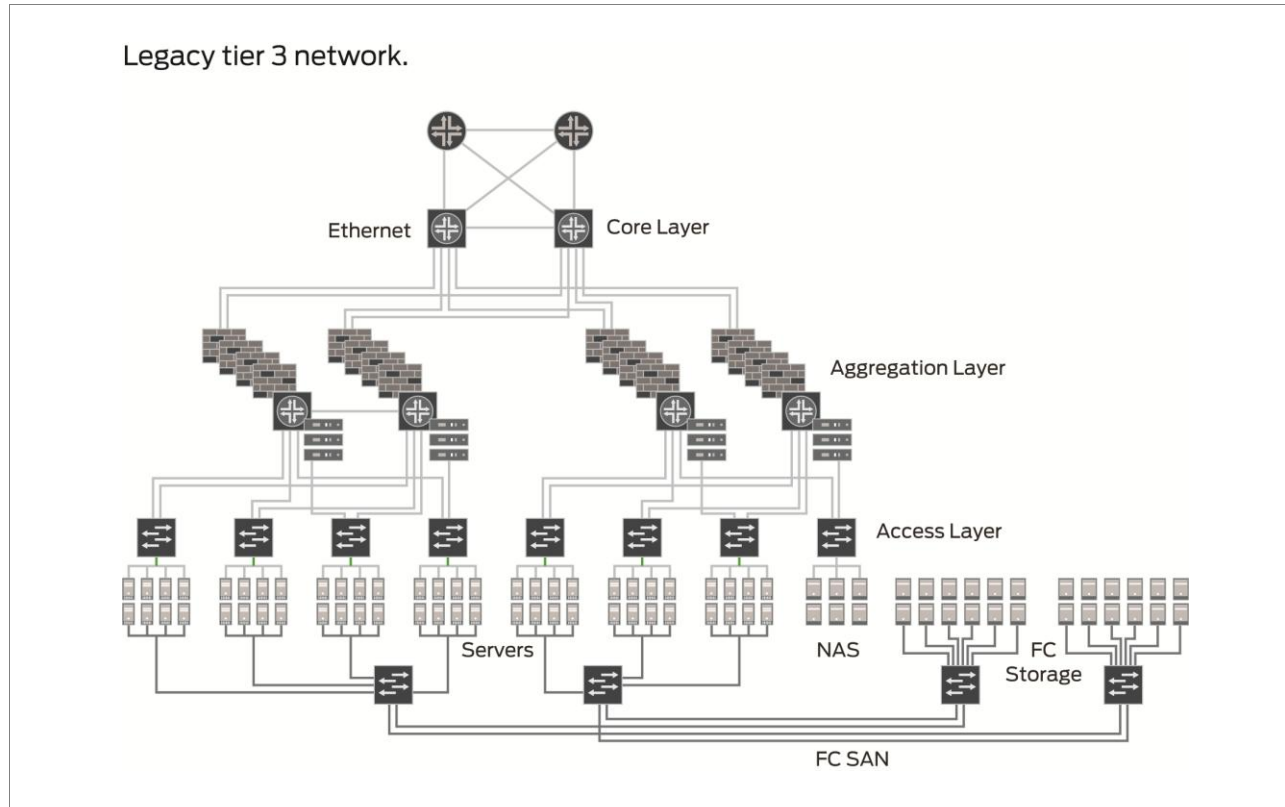 Legacy tier 3 network.
Ethernet
Core Layer
Aggregation Layer
Access Layer
Servers
NAS
FC
Storage
FC SAN